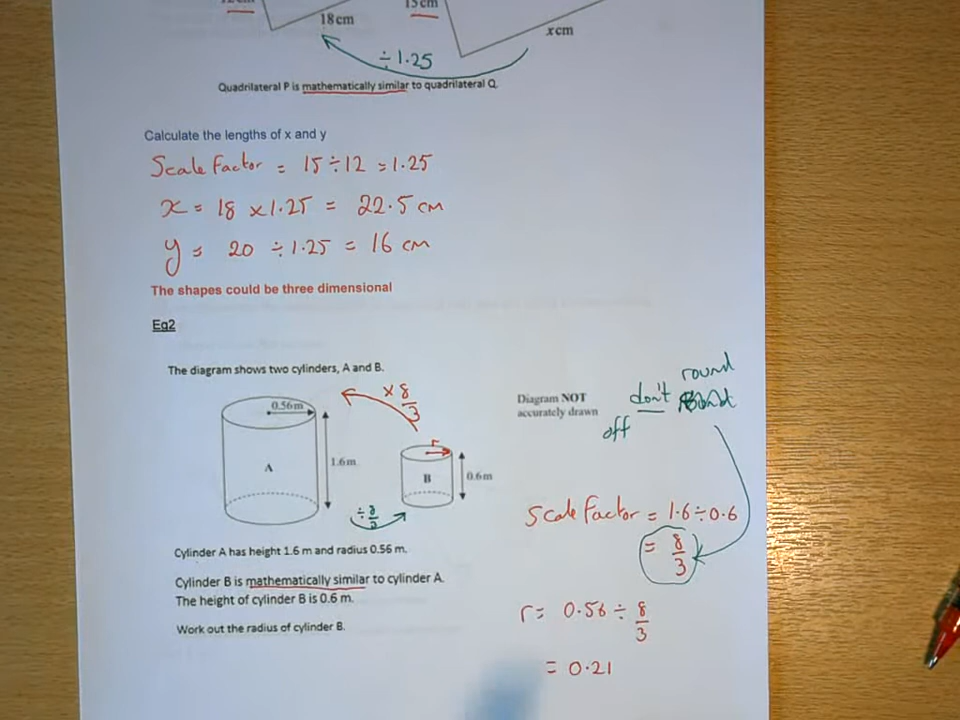 12cm
18cm
15cm
xcm
÷1.25
Quadrilateral P is mathematically similar to quadrilateral Q.
Calculate the lengths of x and y
Scale Factor = 15÷12 = 1.25
x = 18 × 1.25 = 22.5 cm
y = 20 ÷ 1.25 = 16 cm
The shapes could be three dimensional
Eg2
The diagram shows two cylinders, A and B.
0.56m
A
1.6m
× 8/3
r
B
0.6m
÷ 8/3
Diagram NOT
accurately drawn
don't round
off
Scale Factor = 1.6÷0.6
= 8/3
Cylinder A has height 1.6 m and radius 0.56 m.
Cylinder B is mathematically similar to cylinder A.
The height of cylinder B is 0.6 m.
Work out the radius of cylinder B.
r = 0.56 ÷ 8/3
= 0.21